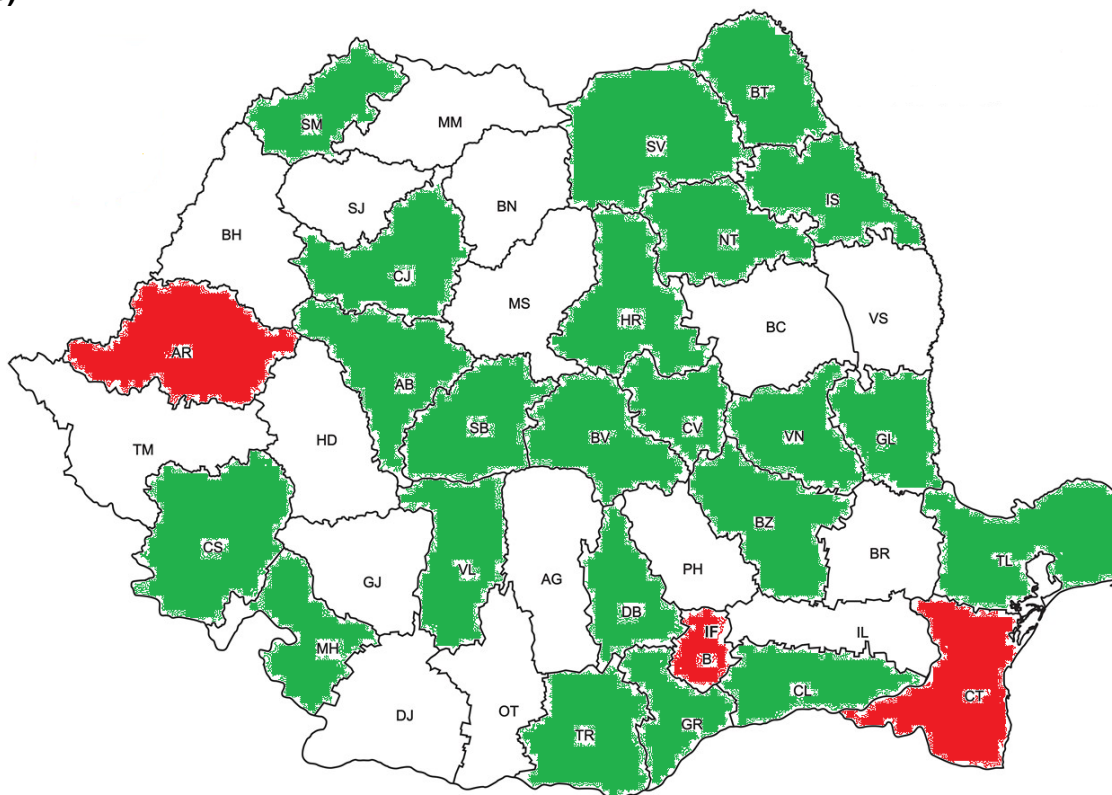 )
BT
SM
MM
SV
IS
SJ
BN
BH
NT
CJ
MS
HR
BC
VS
AR
AB
SB
BV
CV
VN
GL
TM
HD
BZ
CS
VL
GJ
AG
PH
BR
TL
DB
IF
IL
B
MH
CL
CT
DJ
OT
TR
GR